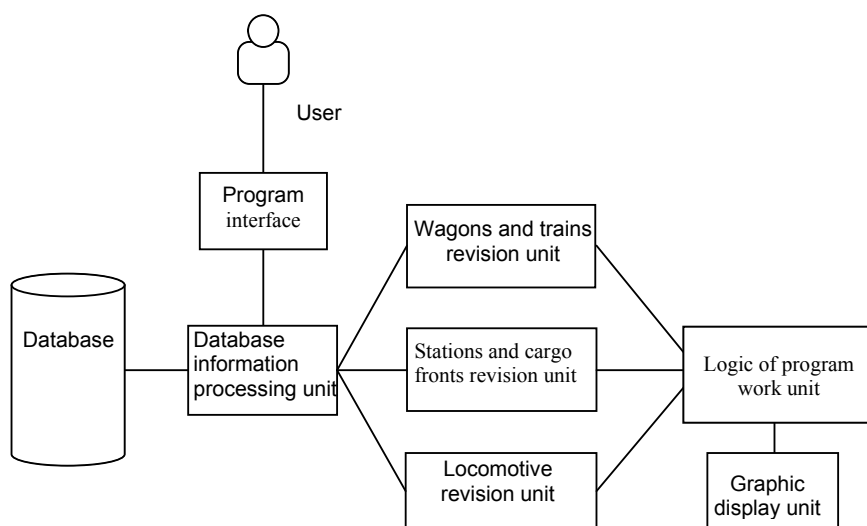 User
Program
interface
Wagons and trains
revision unit
Database
Database
information
processing unit
Stations and cargo
fronts revision unit
Logic of program
work unit
Locomotive
revision unit
Graphic
display unit